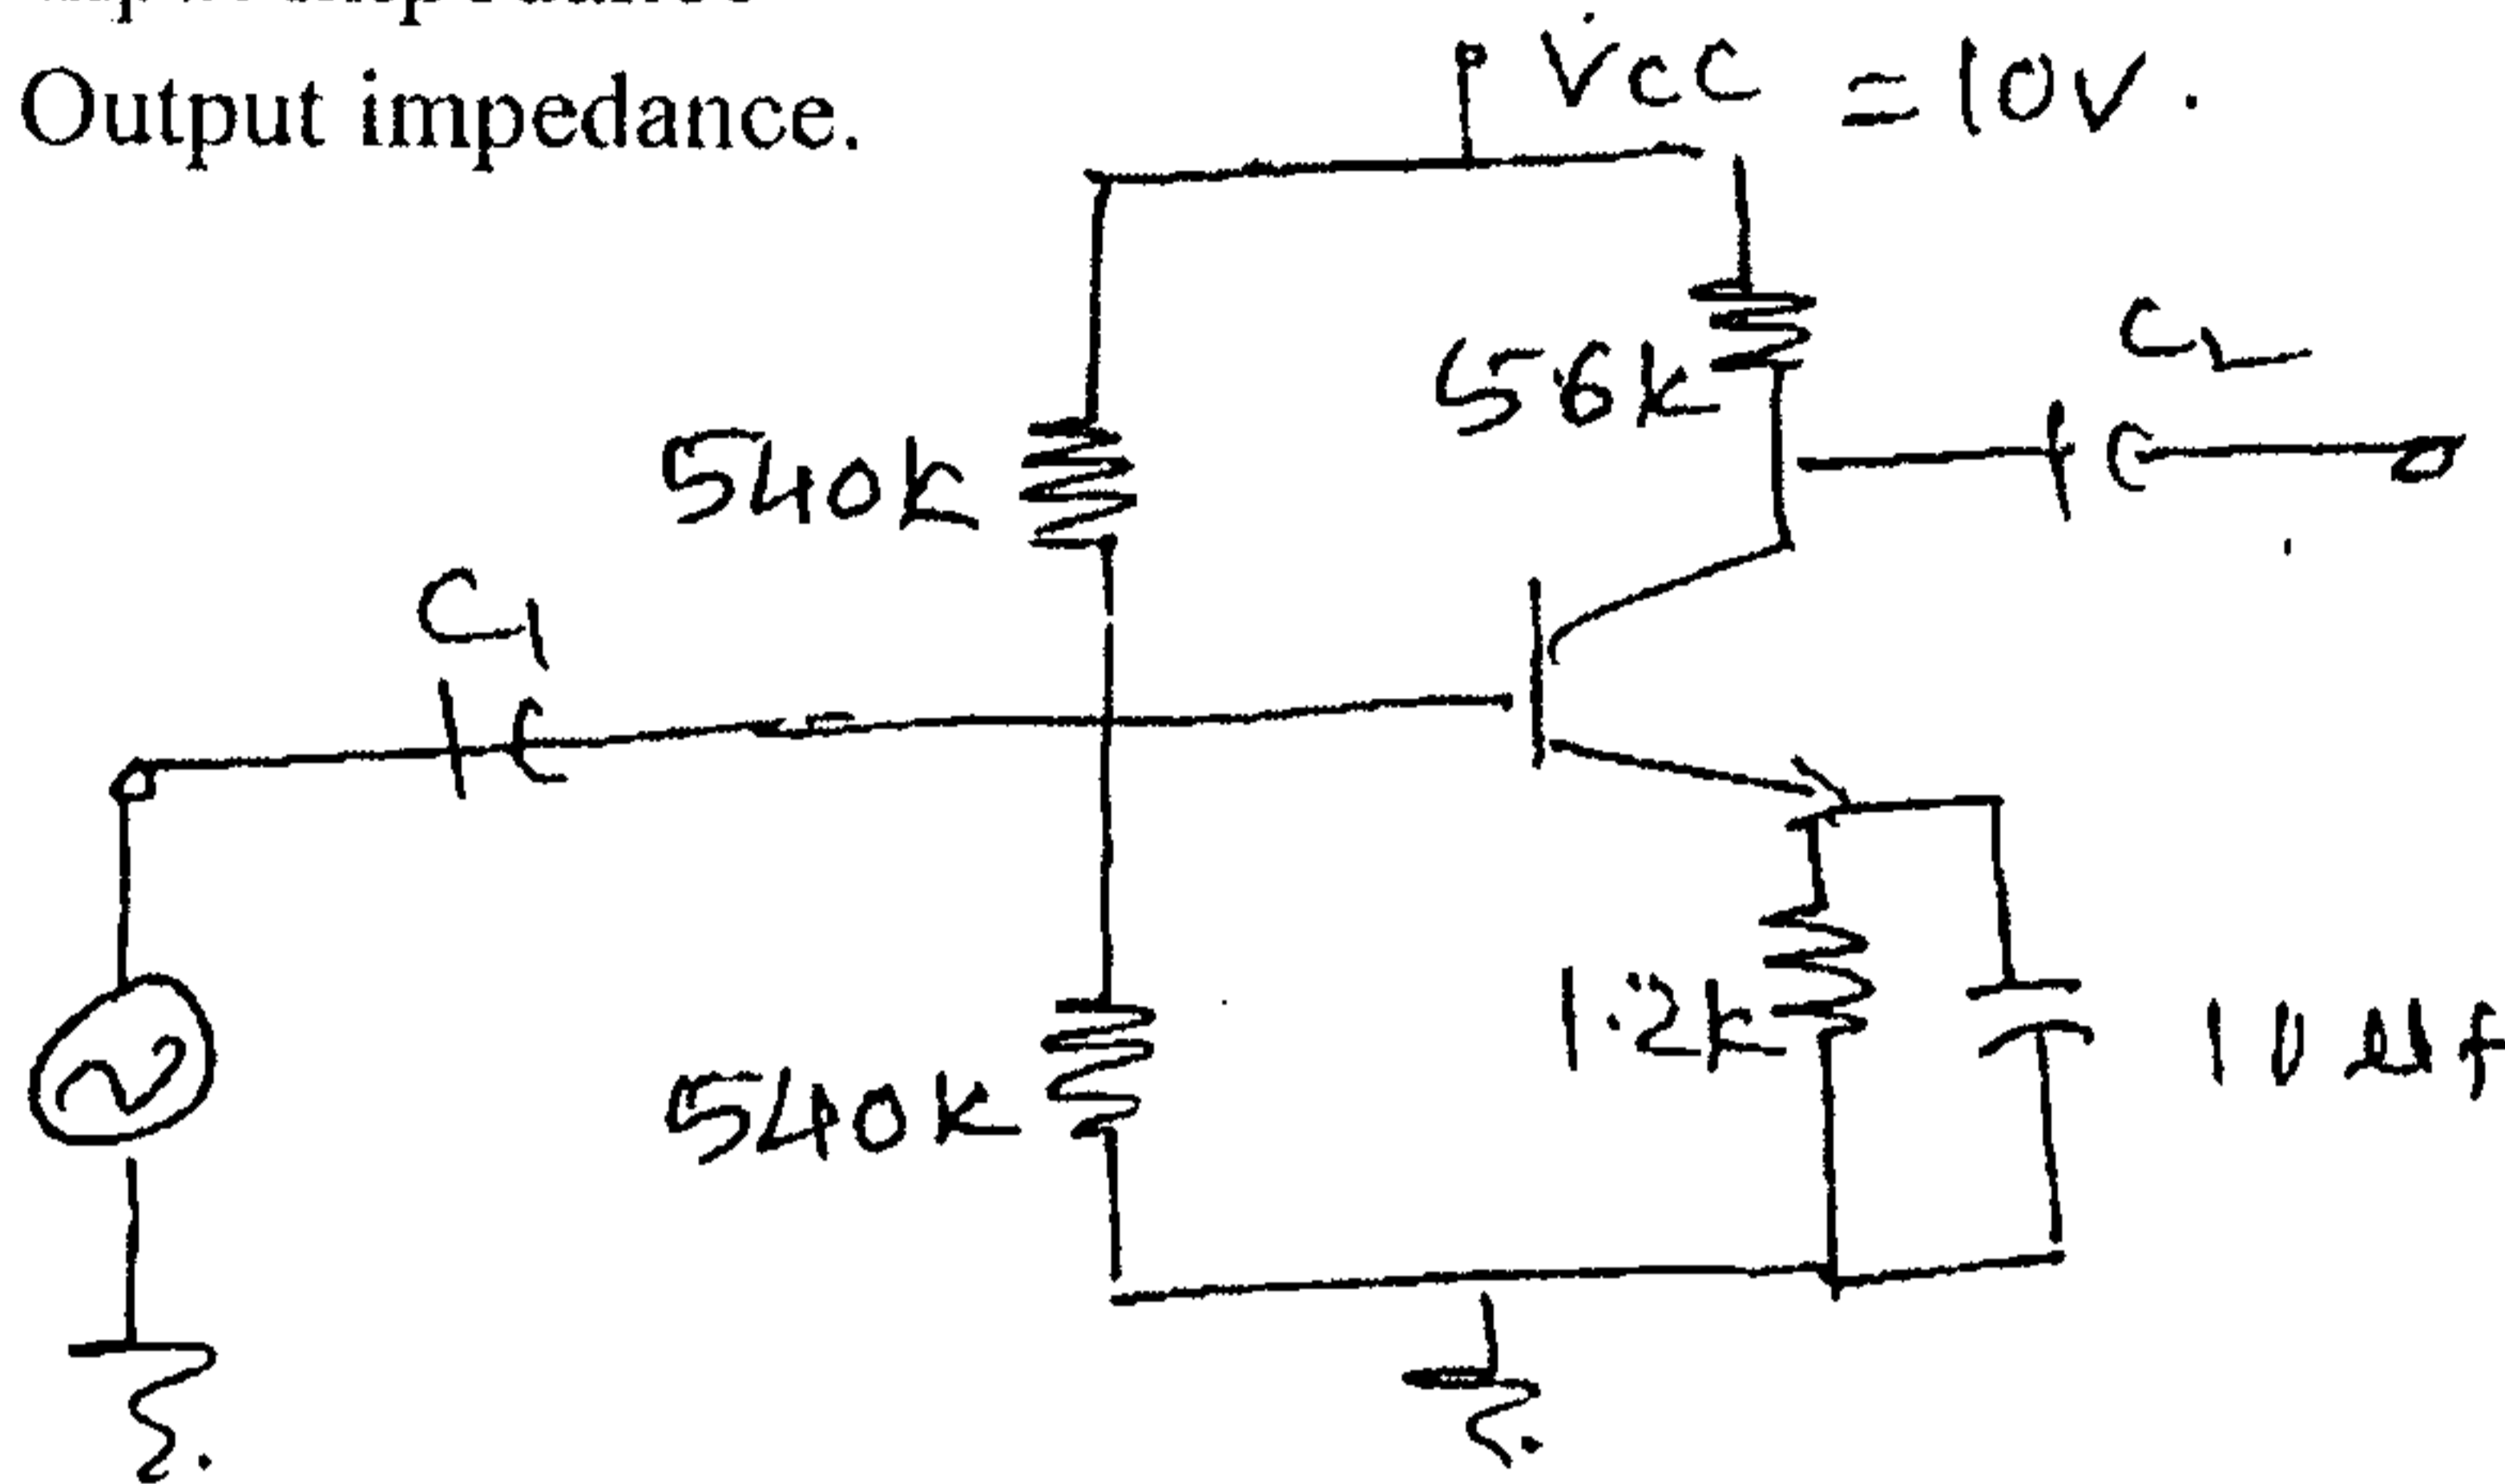 Output impedance.
VCC = 10V.
56k
C2
540k
C1
1.2k
10 uf
540k